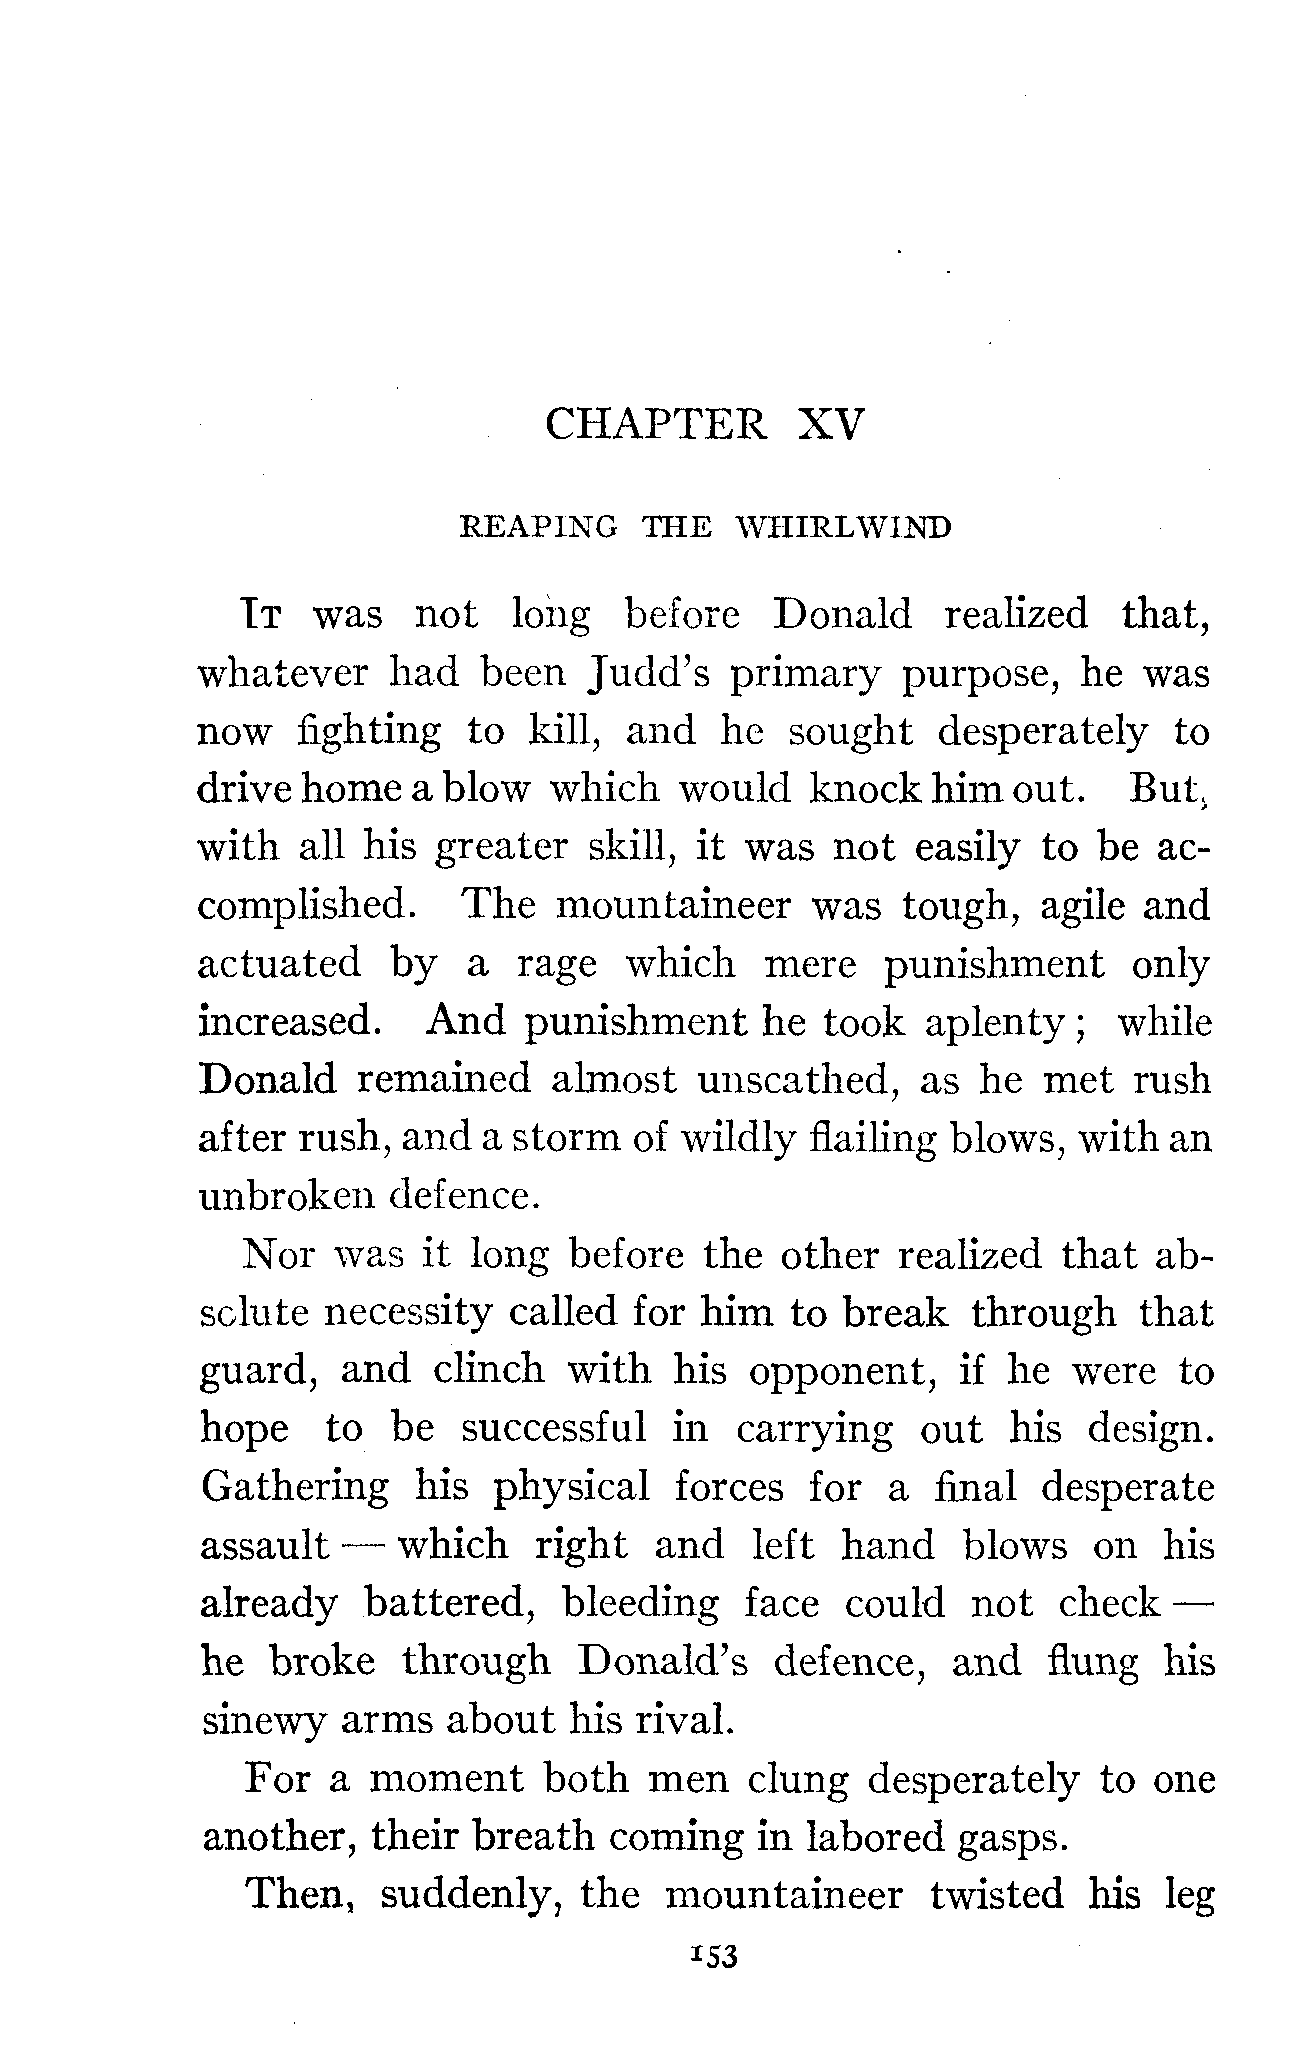 CHAPTER XV
REAPING THE WHIRLWIND
IT was not long before Donald realized that,
whatever had been Judd's primary purpose, he was
now fighting to kill, and he sought desperately to
drive home a blow which would knock him out. But,
with all his greater skill, it was not easily to be ac-
complished. The mountaineer was tough, agile and
actuated by a rage which mere punishment only
increased. And punishment he took aplenty; while
Donald remained almost unscathed, as he met rush
after rush, and a storm of wildly flailing blows, with an
unbroken defence.
Nor was it long before the other realized that ab-
solute necessity called for him to break through that
guard, and clinch with his opponent, if he were to
hope to be successful in carrying out his design.
Gathering his physical forces for a final desperate
assault — which right and left hand blows on his
already battered, bleeding face could not check —
he broke through Donald's defence, and flung his
sinewy arms about his rival.
For a moment both men clung desperately to one
another, their breath coming in labored gasps.
Then, suddenly, the mountaineer twisted his leg
153